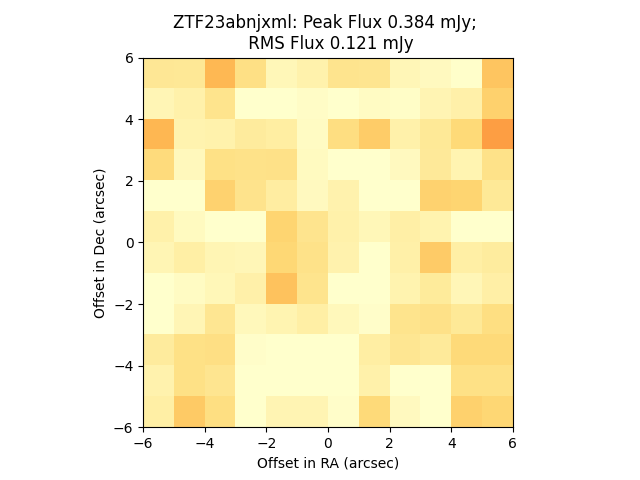 ZTF23abnjxml: Peak Flux 0.384 mJy;
RMS Flux 0.121 mJy
6
4
2
0
−2
−4
−6
Offset in Dec (arcsec)
−6 −4 −2 0 2 4 6
Offset in RA (arcsec)